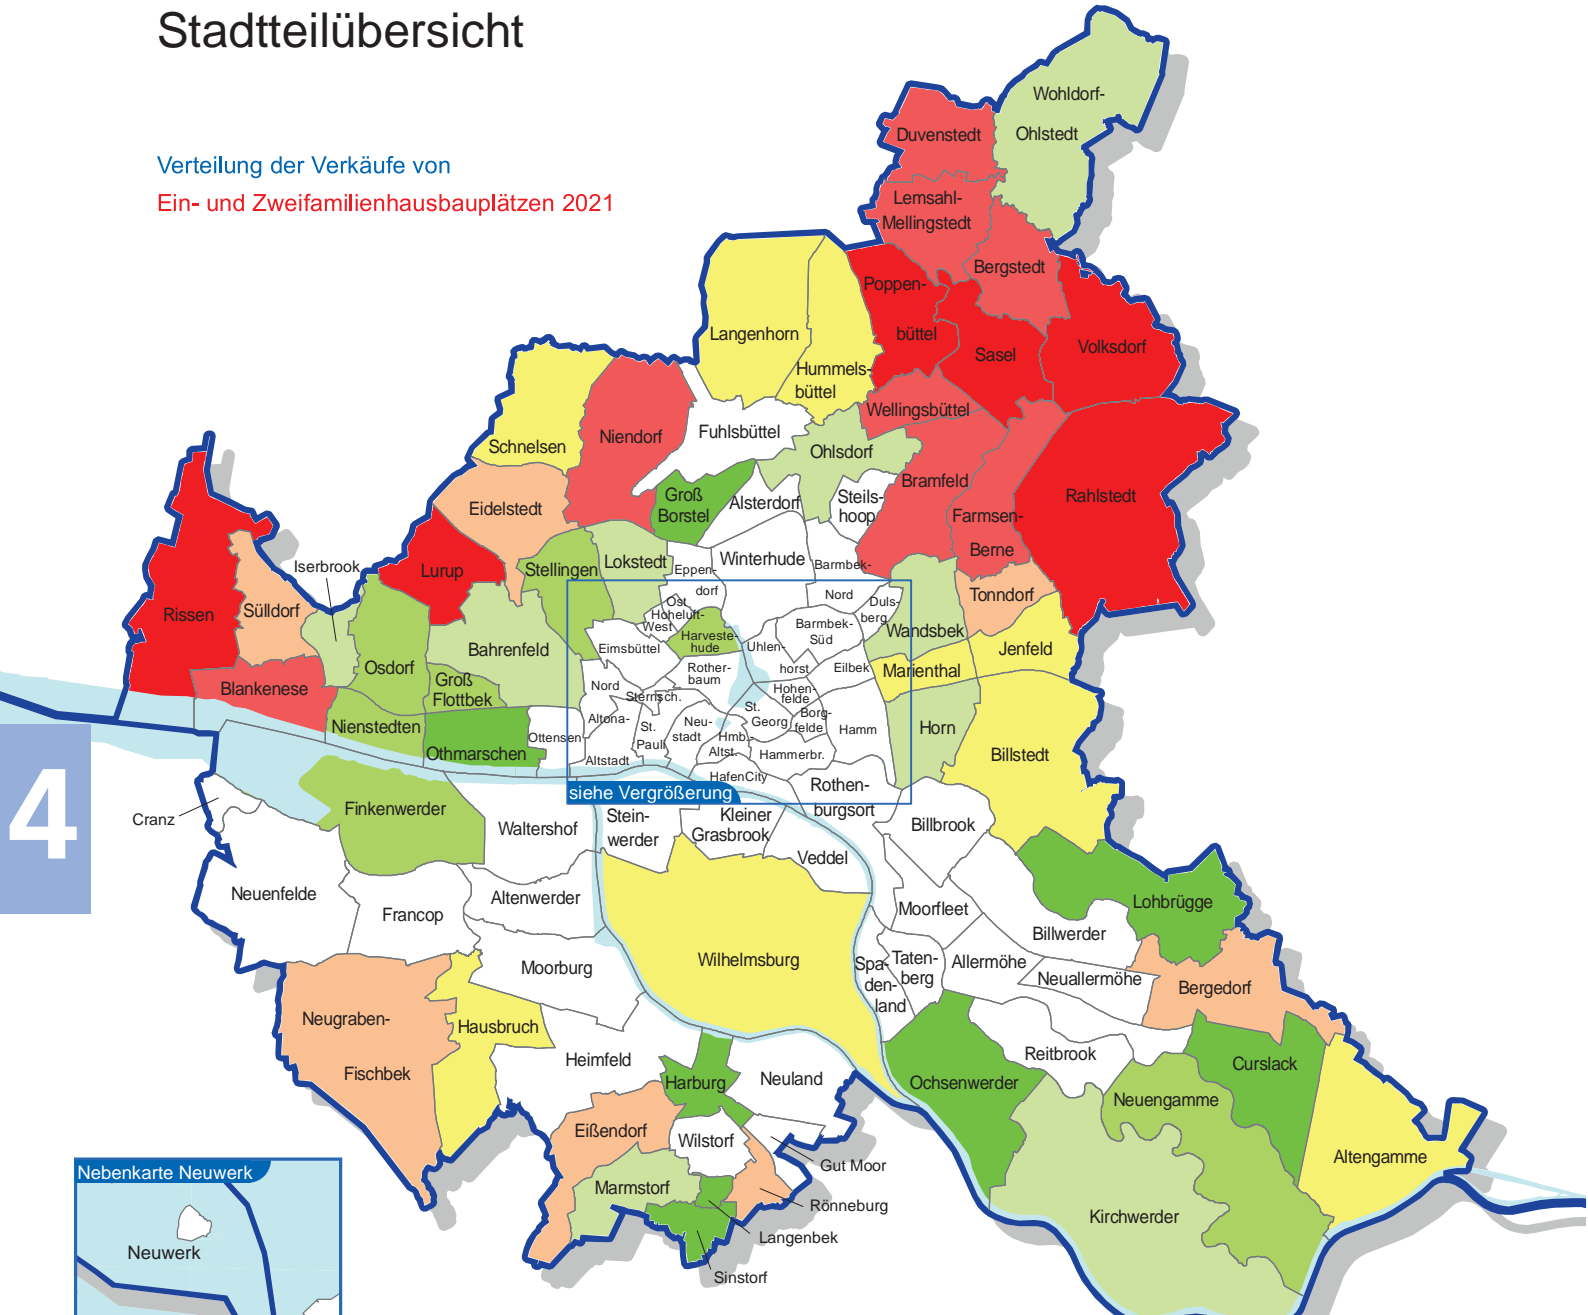 Stadtteilübersicht
Verteilung der Verkäufe von
Ein- und Zweifamilienhausbauplätzen 2021
Wohldorf-
Ohlstedt
Duvenstedt
Lemsahl-
Mellingstedt
Bergstedt
Poppen-
büttel
Sasel
Volksdorf
Langenhorn
Hummels-
büttel
Wellingsbüttel
Schnelsen
Niendorf
Fuhlsbüttel
Ohlsdorf
Bramfeld
Rahlstedt
Eidelstedt
Groß
Borstel
Alsterdorf
Steils-
hoop
Farmsen-
Berne
Iserbrook
Lurup
Stellingen
Lokstedt
Eppen-
dorf
Winterhude
Barmbek-
Nord
Tonndorf
Rissen
Sülldorf
Ost
Hoheluft-
West
Harveste-
hude
Barmbek-
Süd
Duls-
berg
Wandsbek
Bahrenfeld
Eimsbüttel
Uhlen-
horst
Jenfeld
Osdorf
Rother-
baum
Eilbek
Marienthal
Blankenese
Groß
Flottbek
Nord
Altona-
Altstadt
Sternsch.
Hohen-
felde
Nienstedten
Othmarschen
Ottensen
St.
Pauli
Neu-
stadt
St.
Georg
Borg-
felde
Hamm
Horn
Billstedt
Hmb.-
Altst.
Hammerbr.
HafenCity
siehe Vergrößerung
Rothen-
burgsort
4
Cranz
Finkenwerder
Waltershof
Stein-
werder
Kleiner
Grasbrook
Veddel
Billbrook
Neuenfelde
Francop
Altenwerder
Moorfleet
Lohbrügge
Billwerder
Moorburg
Wilhelmsburg
Spa-
den-
land
Taten-
berg
Allermöhe
Neuallermöhe
Bergedorf
Neugraben-
Fischbek
Hausbruch
Heimfeld
Harburg
Neuland
Ochsenwerder
Reitbrook
Curslack
Neuengamme
Eißendorf
Wilstorf
Gut Moor
Altengamme
Marmstorf
Rönneburg
Kirchwerder
Langenbek
Sinstorf
Nebenkarte Neuwerk
Neuwerk